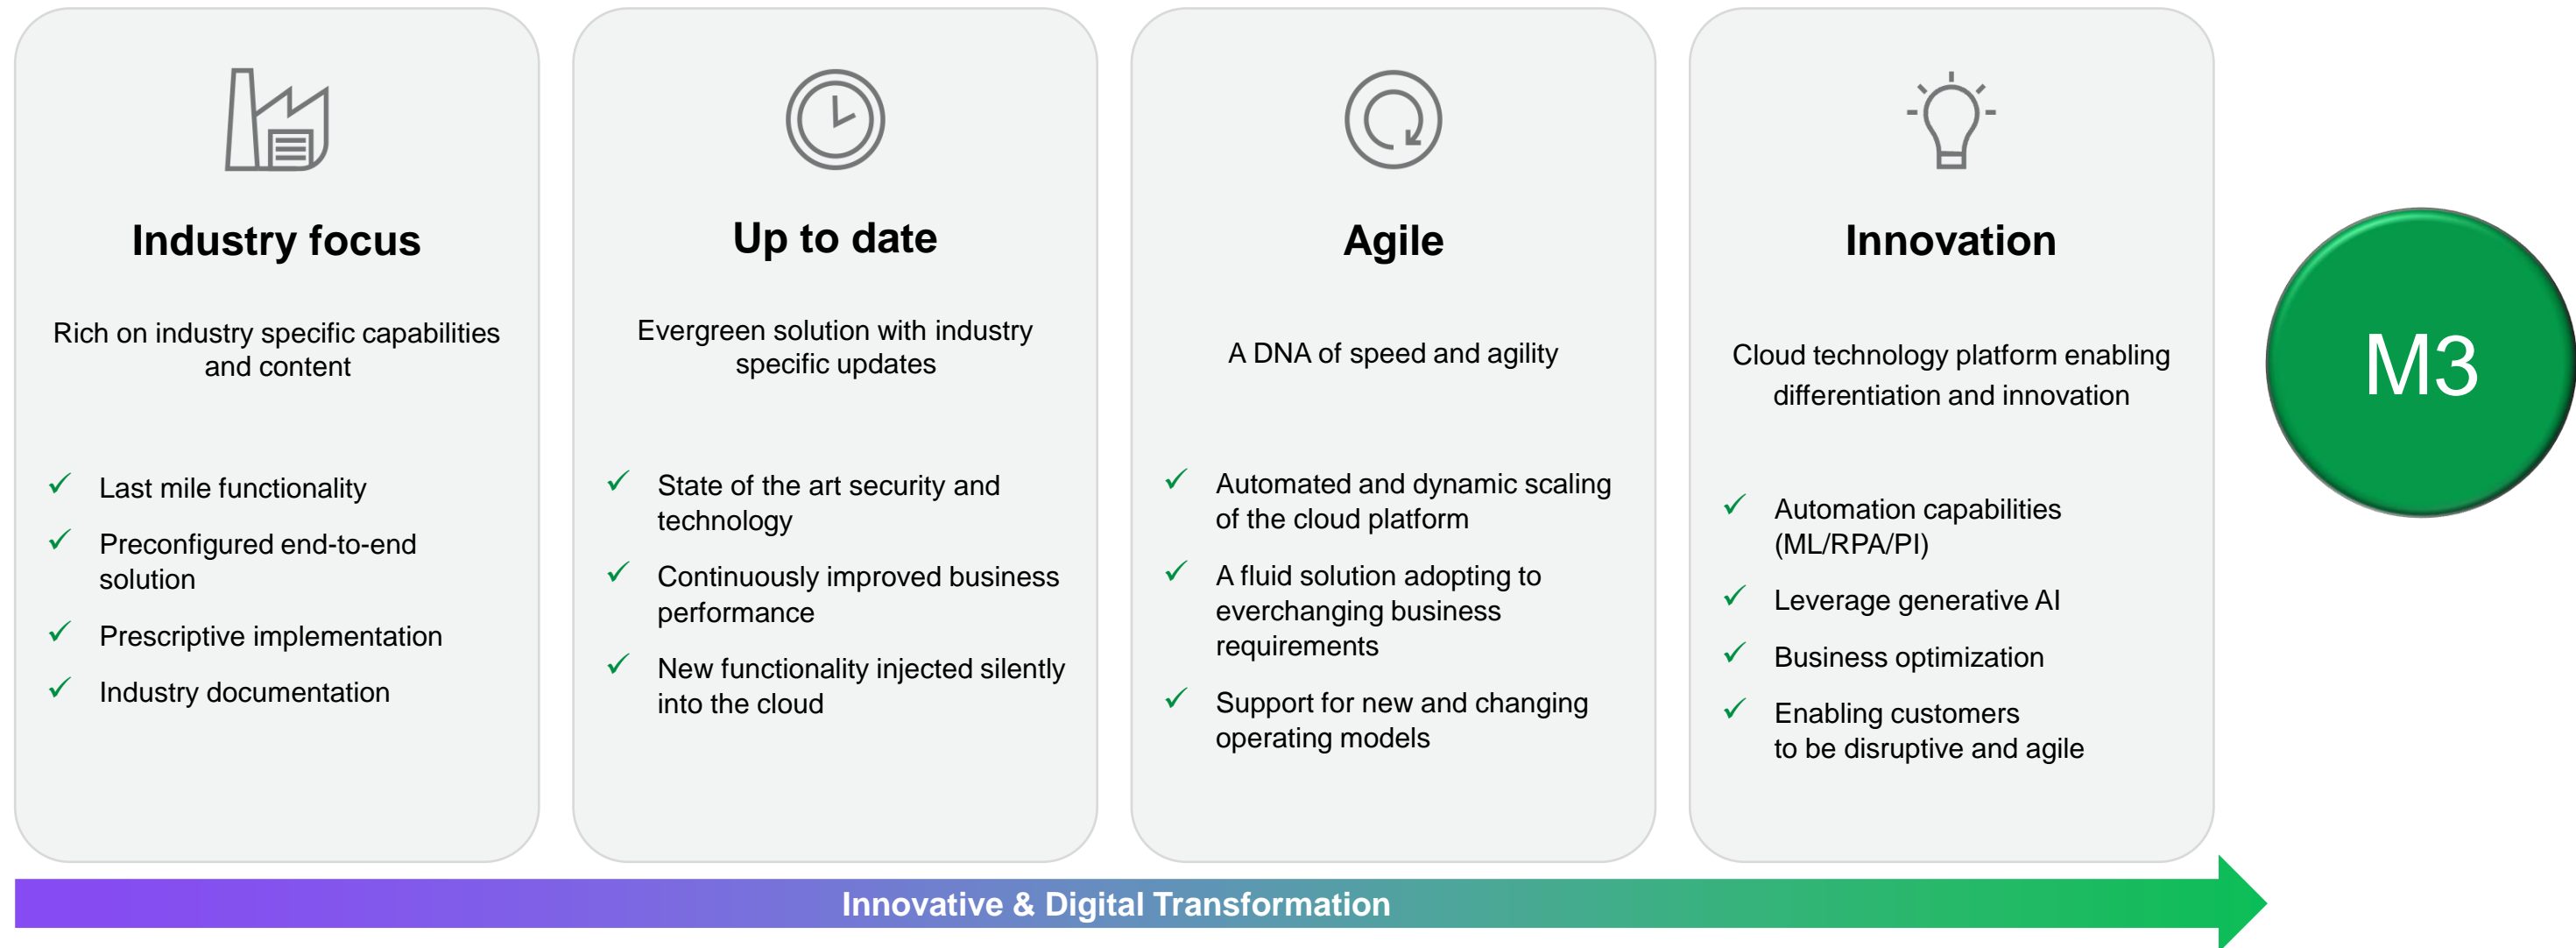 Industry focus
Rich on industry specific capabilities
and content
Last mile functionality
Preconfigured end-to-end
solution
Prescriptive implementation
Industry documentation
Up to date
Evergreen solution with industry
specific updates
State of the art security and
technology
Continuously improved business
performance
New functionality injected silently
into the cloud
Agile
A DNA of speed and agility
Automated and dynamic scaling
of the cloud platform
A fluid solution adopting to
everchanging business
requirements
Support for new and changing
operating models
Innovation
Cloud technology platform enabling
differentiation and innovation
Automation capabilities
(ML/RPA/PI)
Leverage generative AI
Business optimization
Enabling customers
to be disruptive and agile
M3
Innovative & Digital Transformation